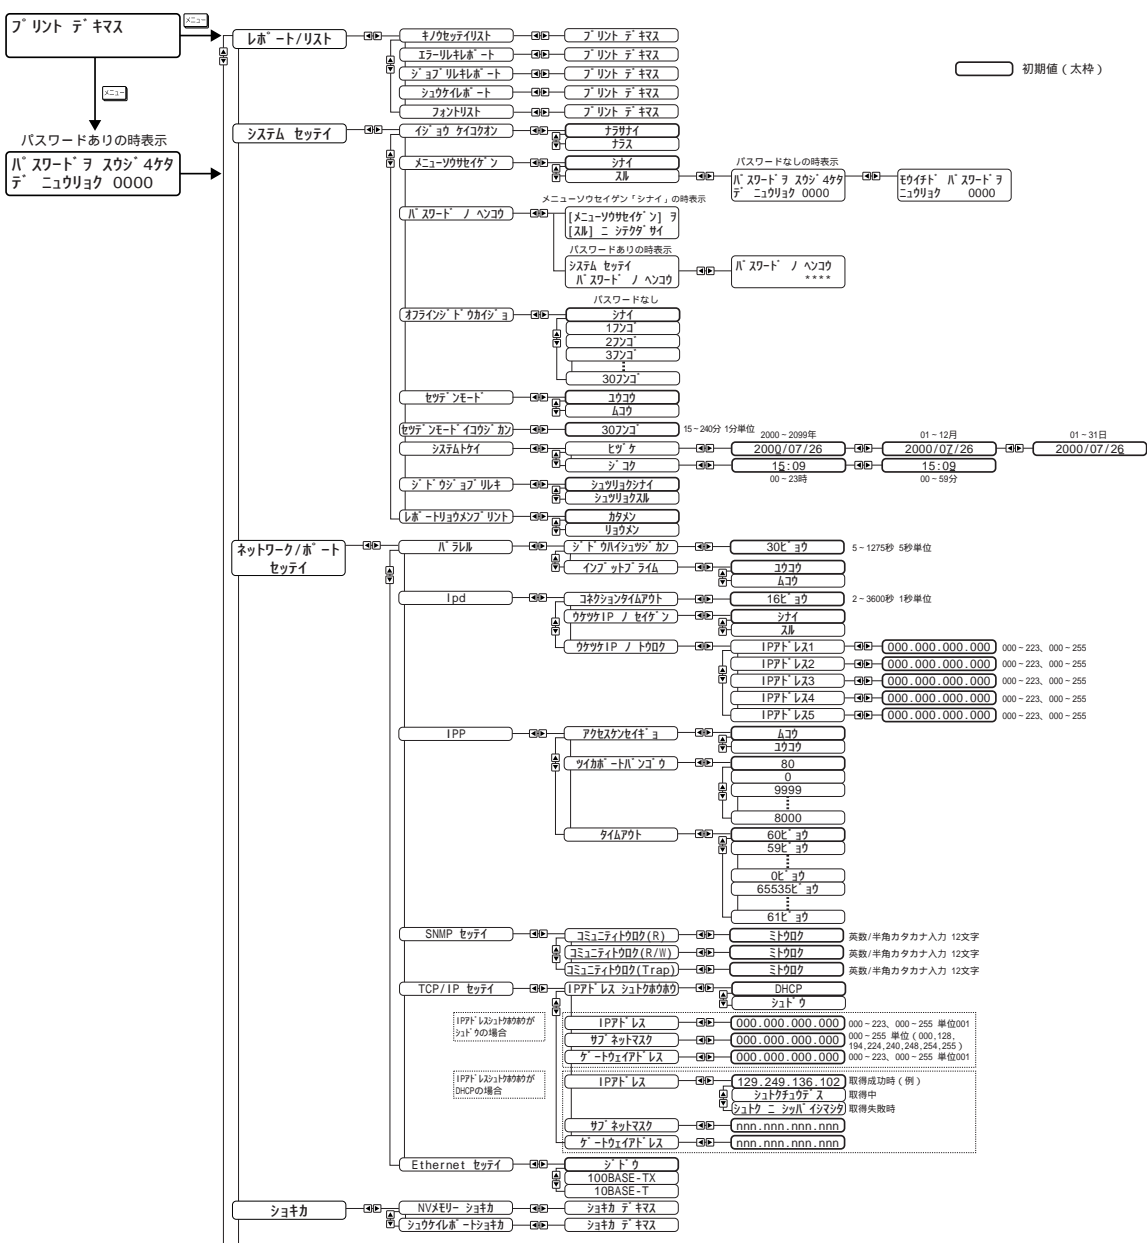 プリント デキマス
メニュー
メニュー
パスワードありの時表示
パスワードヲ スウジ4ケタ
デ ニュウリョク 0000
初期値（太枠）
レポート/リスト
キノウセッテイリスト
プリント デキマス
エラーリレキレポート
プリント デキマス
ジョブリレキレポート
プリント デキマス
シュウケイレポート
プリント デキマス
フォントリスト
プリント デキマス
システム セッテイ
イジョウ ケイコクオン
ナラサナイ
ナラス
メニューソウサセイゲン
シナイ
スル
パスワードなしの時表示
パスワードヲ スウジ4ケタ
デ ニュウリョク 0000
モウイチド パスワードヲ
ニュウリョク 0000
パスワード ノ ヘンコウ
メニューソウセイゲン「シナイ」の時表示
[メニューソウサセイゲン] ヲ
[スル] ニ シテクダサイ
パスワードありの時表示
システム セッテイ
パスワード ノ ヘンコウ
パスワード ノ ヘンコウ
****
パスワードなし
オフラインジドウカイジョ
シナイ
1フンゴ
2フンゴ
3フンゴ
30フンゴ
セツデンモード
ユウコウ
ムコウ
セツデンモードイコウジカン
30フンゴ
15~240分 1分単位
システムトケイ
ヒヅケ
2000~2099年
2000/07/26
01~12月
2000/07/26
01~31日
2000/07/26
ジコク
15:09
15:09
00~23時
00~59分
ジドウジョブリレキ
シュツリョクシナイ
シュツリョクスル
レポートリョウメンプリント
カタメン
リョウメン
ネットワーク/ポート
セッテイ
パラレル
ジドウハイシュツジカン
30ビョウ
5~1275秒 5秒単位
インプットプライム
ユウコウ
ムコウ
lpd
コネクションタイムアウト
16ビョウ
2~3600秒 1秒単位
ウケツケIP ノ セイゲン
シナイ
スル
ウケツケIP ノ トウロク
IPアドレス1
000.000.000.000
000~223、000~255
IPアドレス2
000.000.000.000
000~223、000~255
IPアドレス3
000.000.000.000
000~223、000~255
IPアドレス4
000.000.000.000
000~223、000~255
IPアドレス5
000.000.000.000
000~223、000~255
IPP
アクセスケンセイギョ
ムコウ
ユウコウ
ツイカポートバンゴウ
80
0
9999
8000
タイムアウト
60ビョウ
59ビョウ
0ビョウ
65535ビョウ
61ビョウ
SNMP セッテイ
コミュニティトウロク(R)
ミトウロク
英数/半角カタカナ入力 12文字
コミュニティトウロク(R/W)
ミトウロク
英数/半角カタカナ入力 12文字
コミュニティトウロク(Trap)
ミトウロク
英数/半角カタカナ入力 12文字
TCP/IP セッテイ
IPアドレス シュトクホウホウ
DHCP
シュドウ
IPアドレスシュトクホウホウが
シュドウの場合
IPアドレス
000.000.000.000
000~223、000~255 単位001
サブネットマスク
000.000.000.000
000~255 単位（000,128,
194,224,240,248,254,255）
ゲートウェイアドレス
000.000.000.000
000~223、000~255 単位001
IPアドレスシュトクホウホウが
DHCPの場合
IPアドレス
129.249.136.102
取得成功時（例）
シュトクチュウデス
取得中
シュトク ニ シッパイシマシタ
取得失敗時
サブネットマスク
nnn.nnn.nnn.nnn
ゲートウェイアドレス
nnn.nnn.nnn.nnn
Ethernet セッテイ
ジドウ
100BASE-TX
10BASE-T
ショキカ
NVメモリー ショキカ
ショキカ デキマス
シュウケイレポートショキカ
ショキカ デキマス